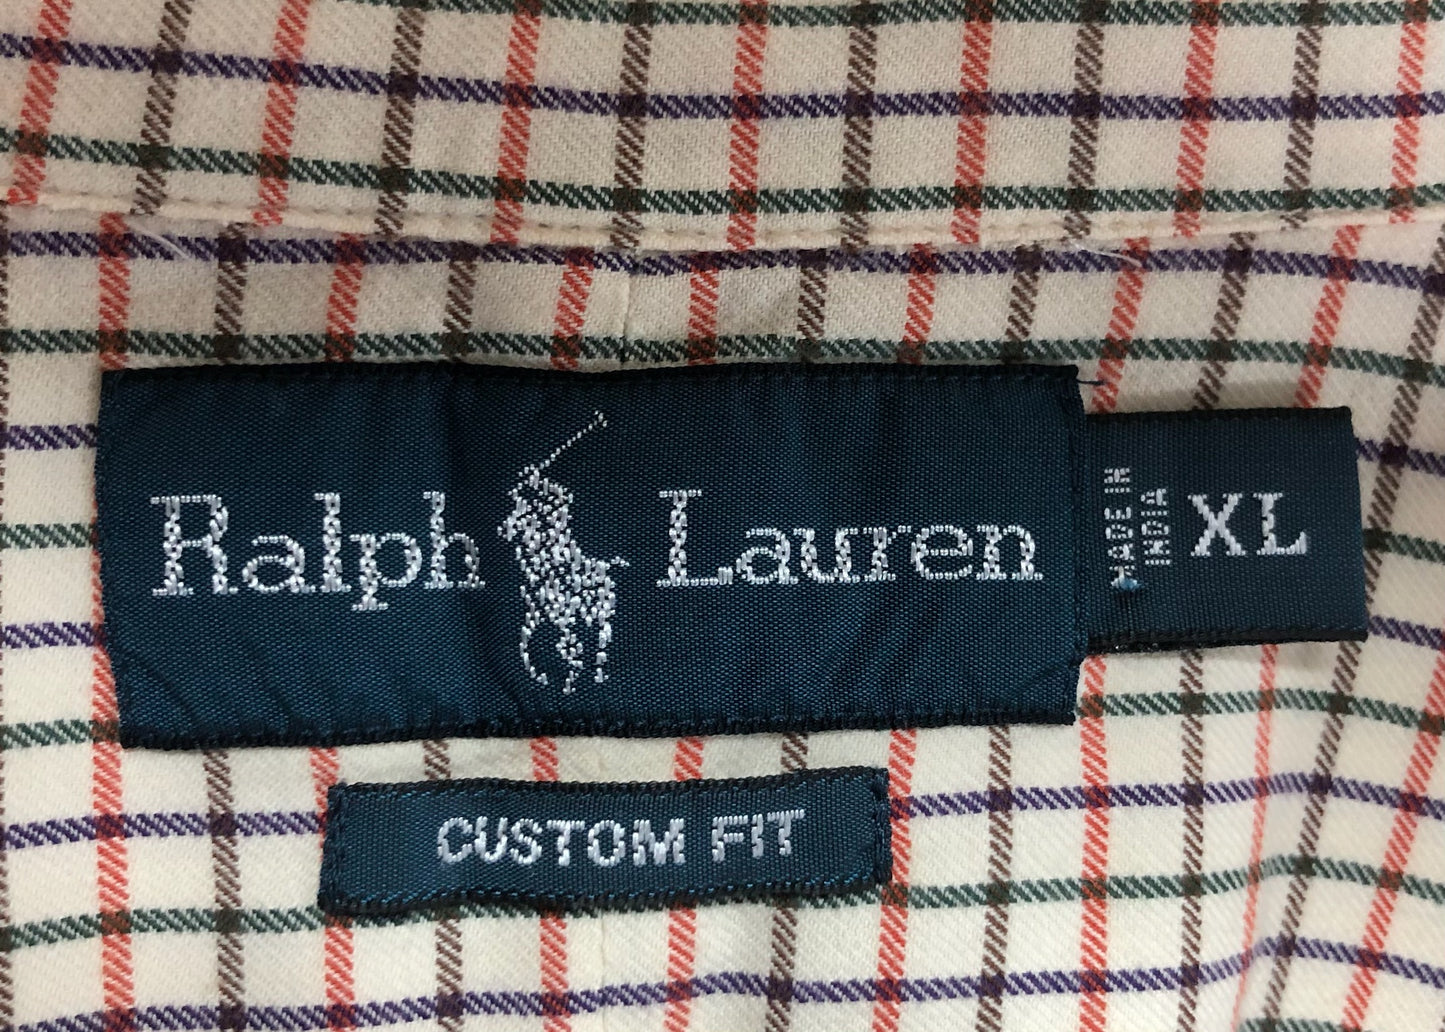 Ralph Lauren
MADE IN
INDIA
XL
CUSTOM FIT